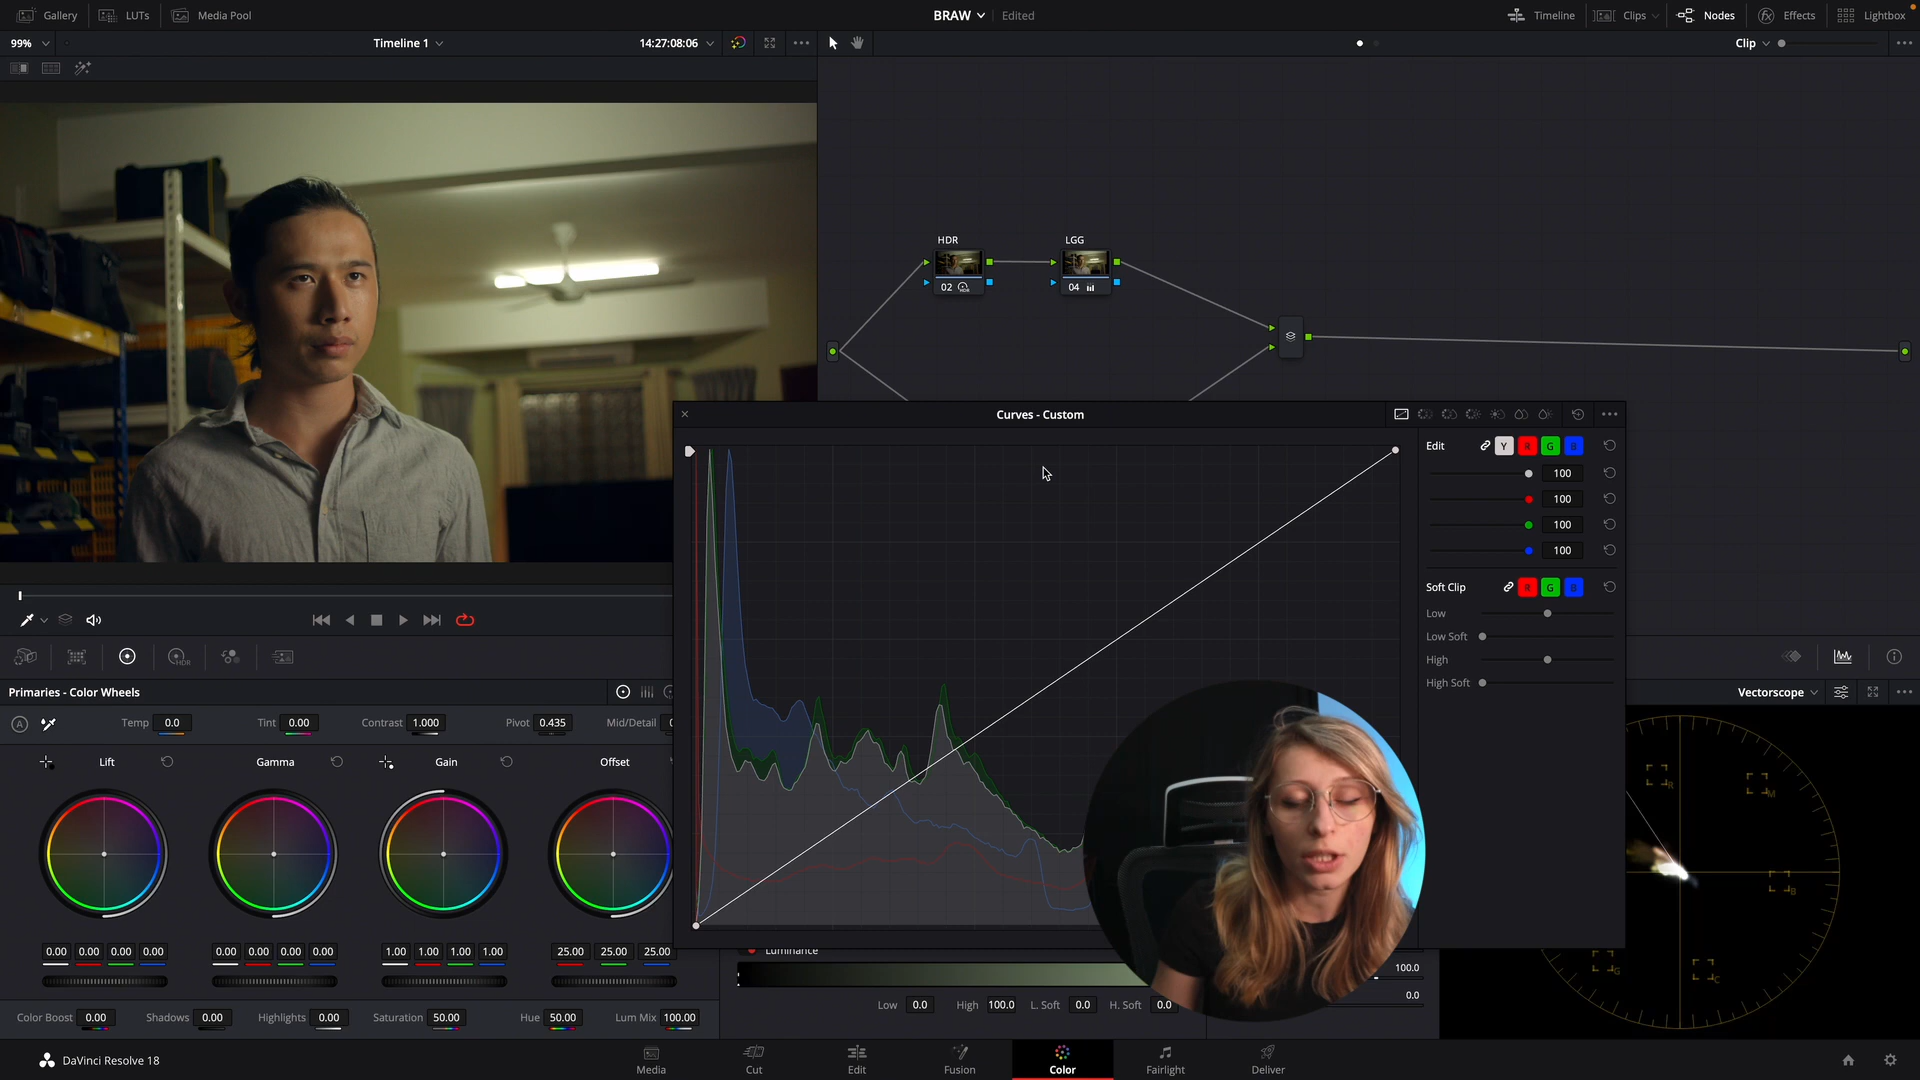 Gallery LUTs Media Pool BRAW Edited Timeline Clips Nodes Effects Lightbox
99% Timeline 1 14:27:08:06 Clip
HDR LGG
02 HDR 04
Curves - Custom
Edit Y R G B
100
100
100
100
Soft Clip R G B
Low
Low Soft
High
High Soft
HDR
Primaries - Color Wheels Vectorscope
A Temp 0.0 Tint 0.00 Contrast 1.000 Pivot 0.435 Mid/Detail
Lift Gamma Gain Offset
R M
B
G C
0.00 0.00 0.00 0.00 0.00 0.00 0.00 0.00 1.00 1.00 1.00 1.00 25.00 25.00 25.00
Luminance
100.0
0.0
Low 0.0 High 100.0 L. Soft 0.0 H. Soft 0.0
Color Boost 0.00 Shadows 0.00 Highlights 0.00 Saturation 50.00 Hue 50.00 Lum Mix 100.00
DaVinci Resolve 18 Media Cut Edit Fusion Color Fairlight Deliver